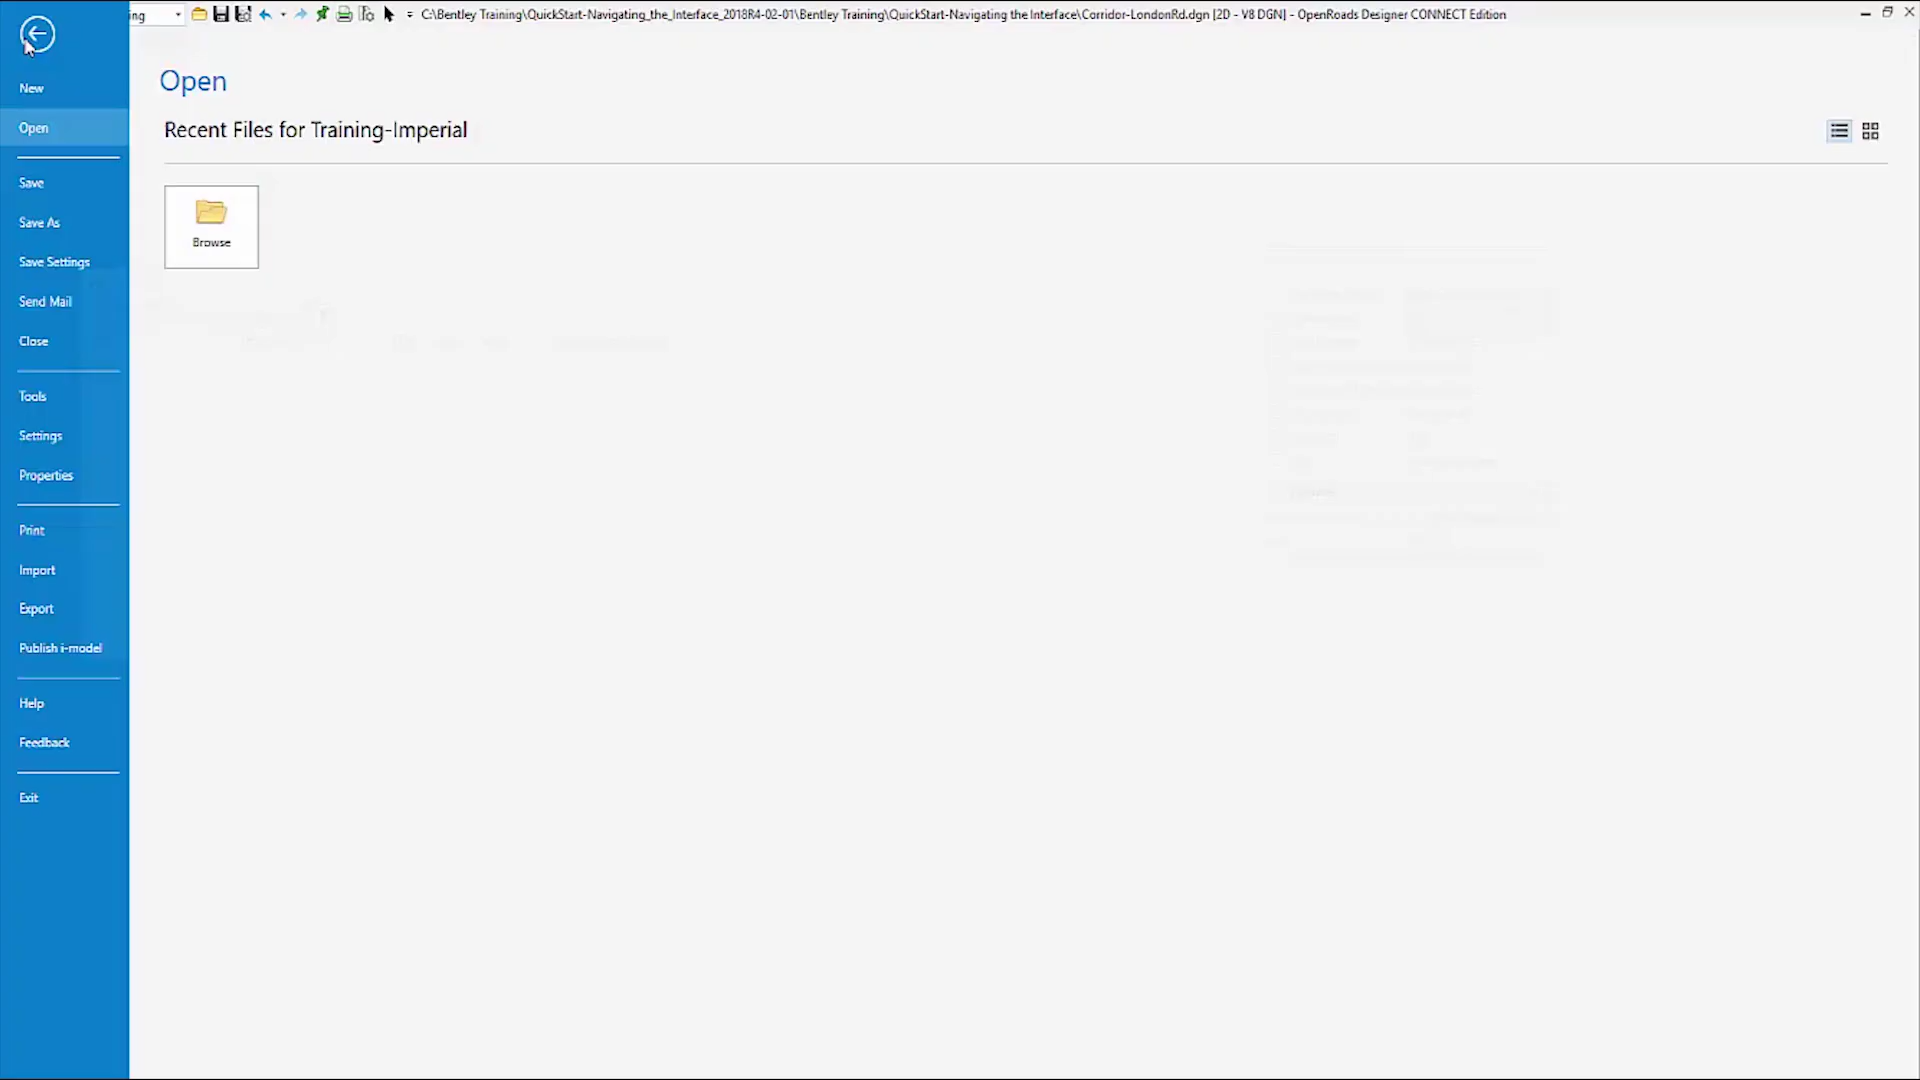 ing
C:\Bentley Training\QuickStart-Navigating_the_Interface_2018R4-02-01\Bentley Training\QuickStart-Navigating the Interface\Corridor-LondonRd.dgn [2D - V8 DGN] - OpenRoads Designer CONNECT Edition
New
Open
Save
Save As
Save Settings
Send Mail
Close
Tools
Settings
Properties
Print
Import
Export
Publish i-model
Help
Feedback
Exit
Open
Recent Files for Training-Imperial
Browse